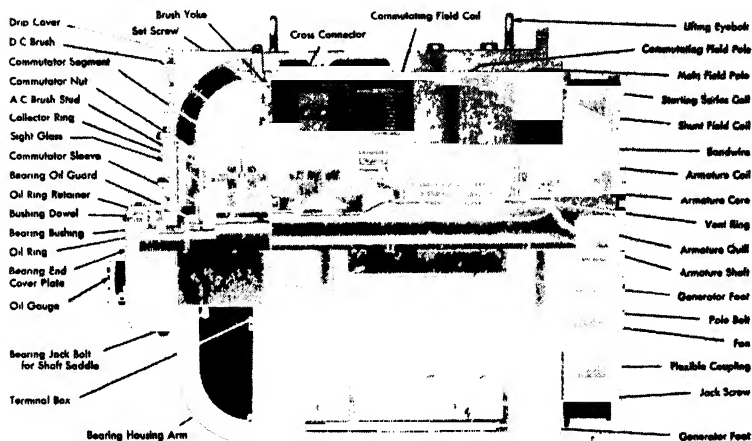 Drip Cover
D C Brush
Commutator Segment
Commutator Nut
A C Brush Stud
Collector Ring
Sight Glass
Commutator Sleeve
Bearing Oil Guard
Oil Ring Retainer
Bushing Dowel
Bearing Bushing
Oil Ring
Bearing End
Cover Plate
Oil Gauge
Bearing Jack Bolt
for Shaft Saddle
Terminal Box
Bearing Housing Arm
Brush Yoke
Set Screw
Cross Connector
Commutating Field Coil
Lifting Eyebolt
Commutating Field Pole
Main Field Pole
Starting Series Coil
Shunt Field Coil
Bandwire
Armature Coil
Armature Core
Vent Ring
Armature Quill
Armature Shaft
Generator Foot
Pole Bolt
Fan
Flexible Coupling
Jack Screw
Generator Foot